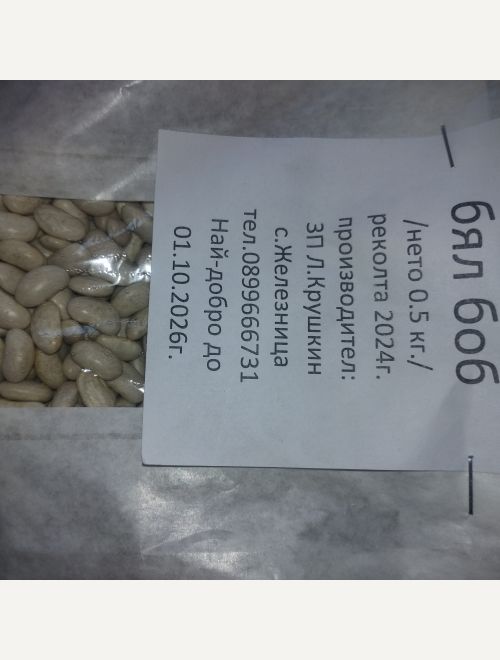 бял боб
/нето 0.5 кг./
реколта 2024г.
производител:
ЗП Л.Крушкин
с.Железница
тел.0899666731
Най-добро до
01.10.2026г.